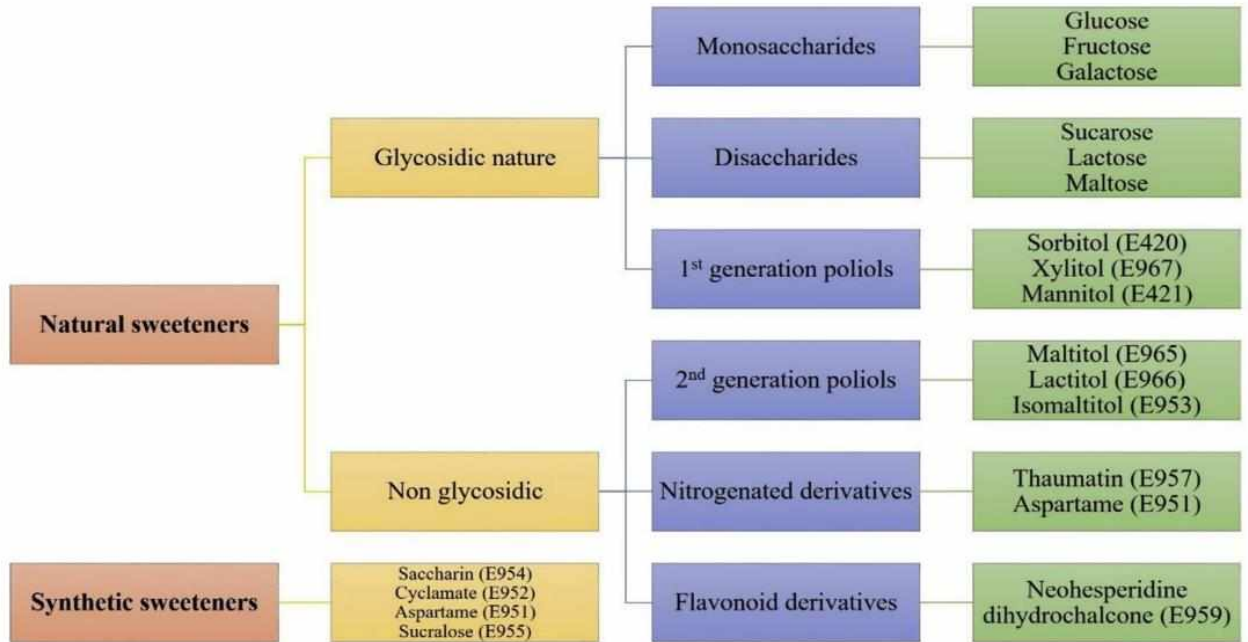 Natural sweeteners
Glycosidic nature
Monosaccharides
Glucose
Fructose
Galactose
Disaccharides
Sucarose
Lactose
Maltose
1st generation poliols
Sorbitol (E420)
Xylitol (E967)
Mannitol (E421)
Non glycosidic
2nd generation poliols
Maltitol (E965)
Lactitol (E966)
Isomaltitol (E953)
Nitrogenated derivatives
Thaumatin (E957)
Aspartame (E951)
Flavonoid derivatives
Neohesperidine
dihydrochalcone (E959)
Synthetic sweeteners
Saccharin (E954)
Cyclamate (E952)
Aspartame (E951)
Sucralose (E955)